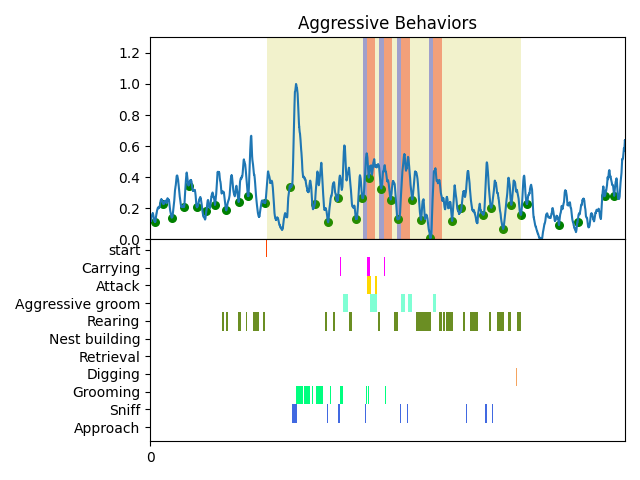 Aggressive Behaviors
1.2
1.0
0.8
0.6
0.4
0.2
0.0
start
Carrying
Attack
Aggressive groom
Rearing
Nest building
Retrieval
Digging
Grooming
Sniff
Approach
0